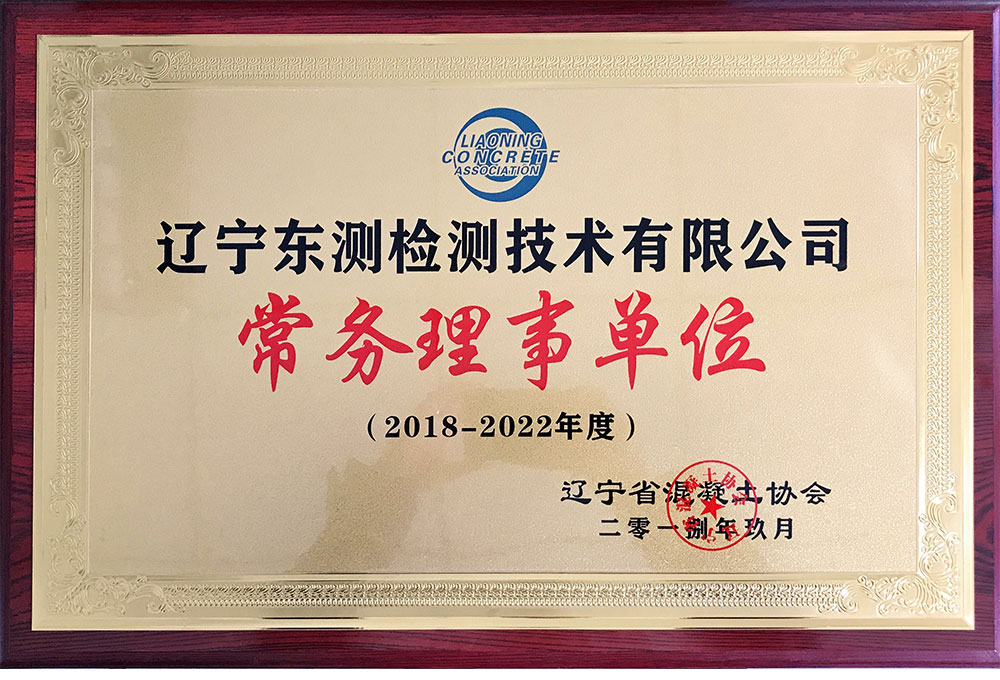 LIAONING
CONCRETE
ASSOCIATION
辽宁东测检测技术有限公司
常务理事单位
（2018-2022年度）
辽宁省混凝土协会
二零一捌年玖月